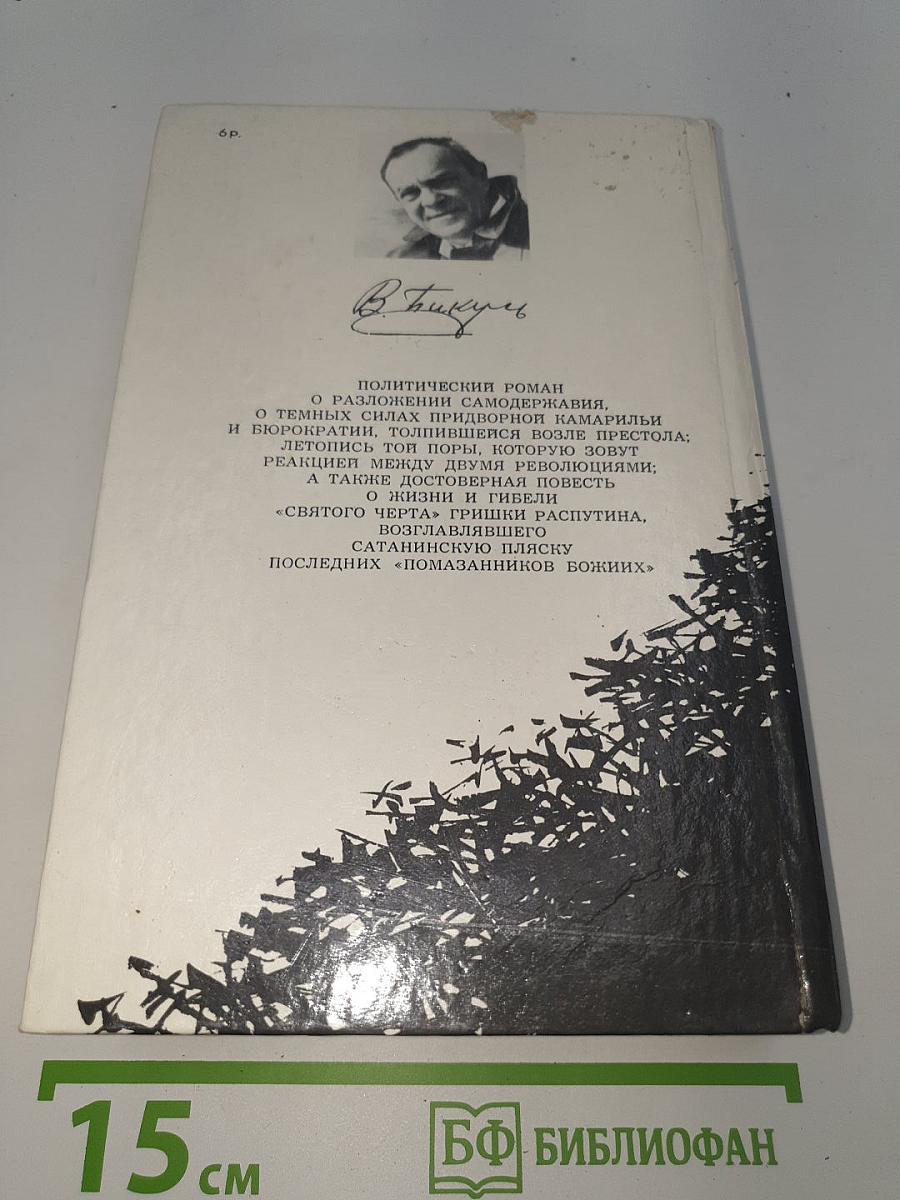 6р.
В. Пикуль
ПОЛИТИЧЕСКИЙ РОМАН
О РАЗЛОЖЕНИИ САМОДЕРЖАВИЯ,
О ТЕМНЫХ СИЛАХ ПРИДВОРНОЙ КАМАРИЛЬИ
И БЮРОКРАТИИ, ТОЛПИВШЕЙСЯ ВОЗЛЕ ПРЕСТОЛА;
ЛЕТОПИСЬ ТОЙ ПОРЫ, КОТОРУЮ ЗОВУТ
РЕАКЦИЕЙ МЕЖДУ ДВУМЯ РЕВОЛЮЦИЯМИ;
А ТАКЖЕ ДОСТОВЕРНАЯ ПОВЕСТЬ
О ЖИЗНИ И ГИБЕЛИ
«СВЯТОГО ЧЕРТА» ГРИШКИ РАСПУТИНА,
ВОЗГЛАВЛЯВШЕГО
САТАНИНСКУЮ ПЛЯСКУ
ПОСЛЕДНИХ «ПОМАЗАННИКОВ БОЖИИХ»
15 см
БФ БИБЛИОФАН